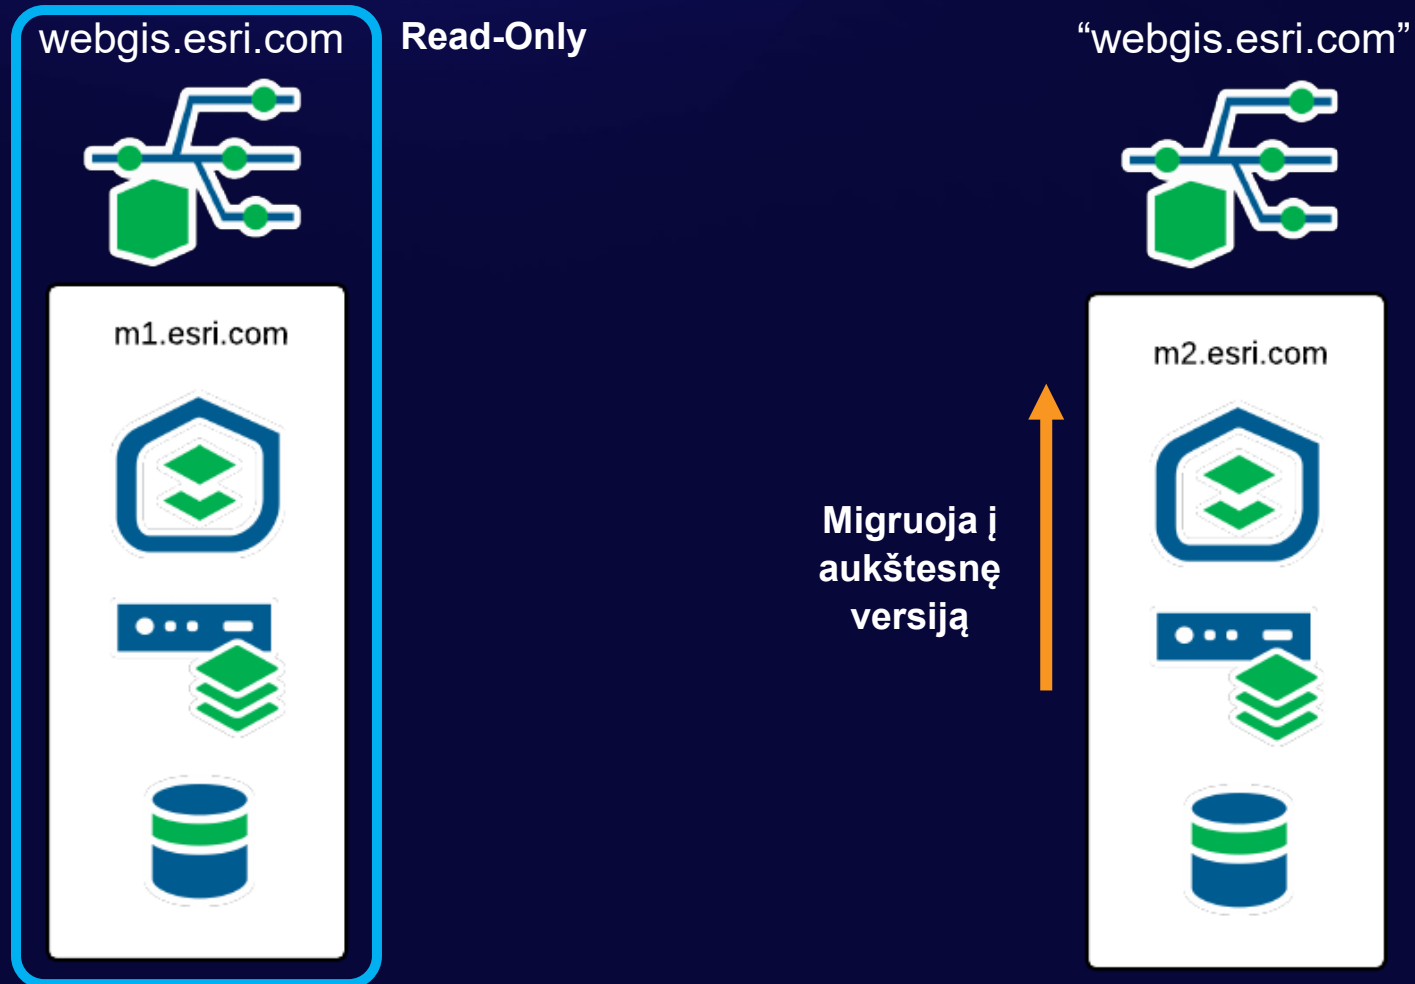 webgis.esri.com
Read-Only
“webgis.esri.com”
m1.esri.com
m2.esri.com
Migruoja į
aukštesnę
versiją